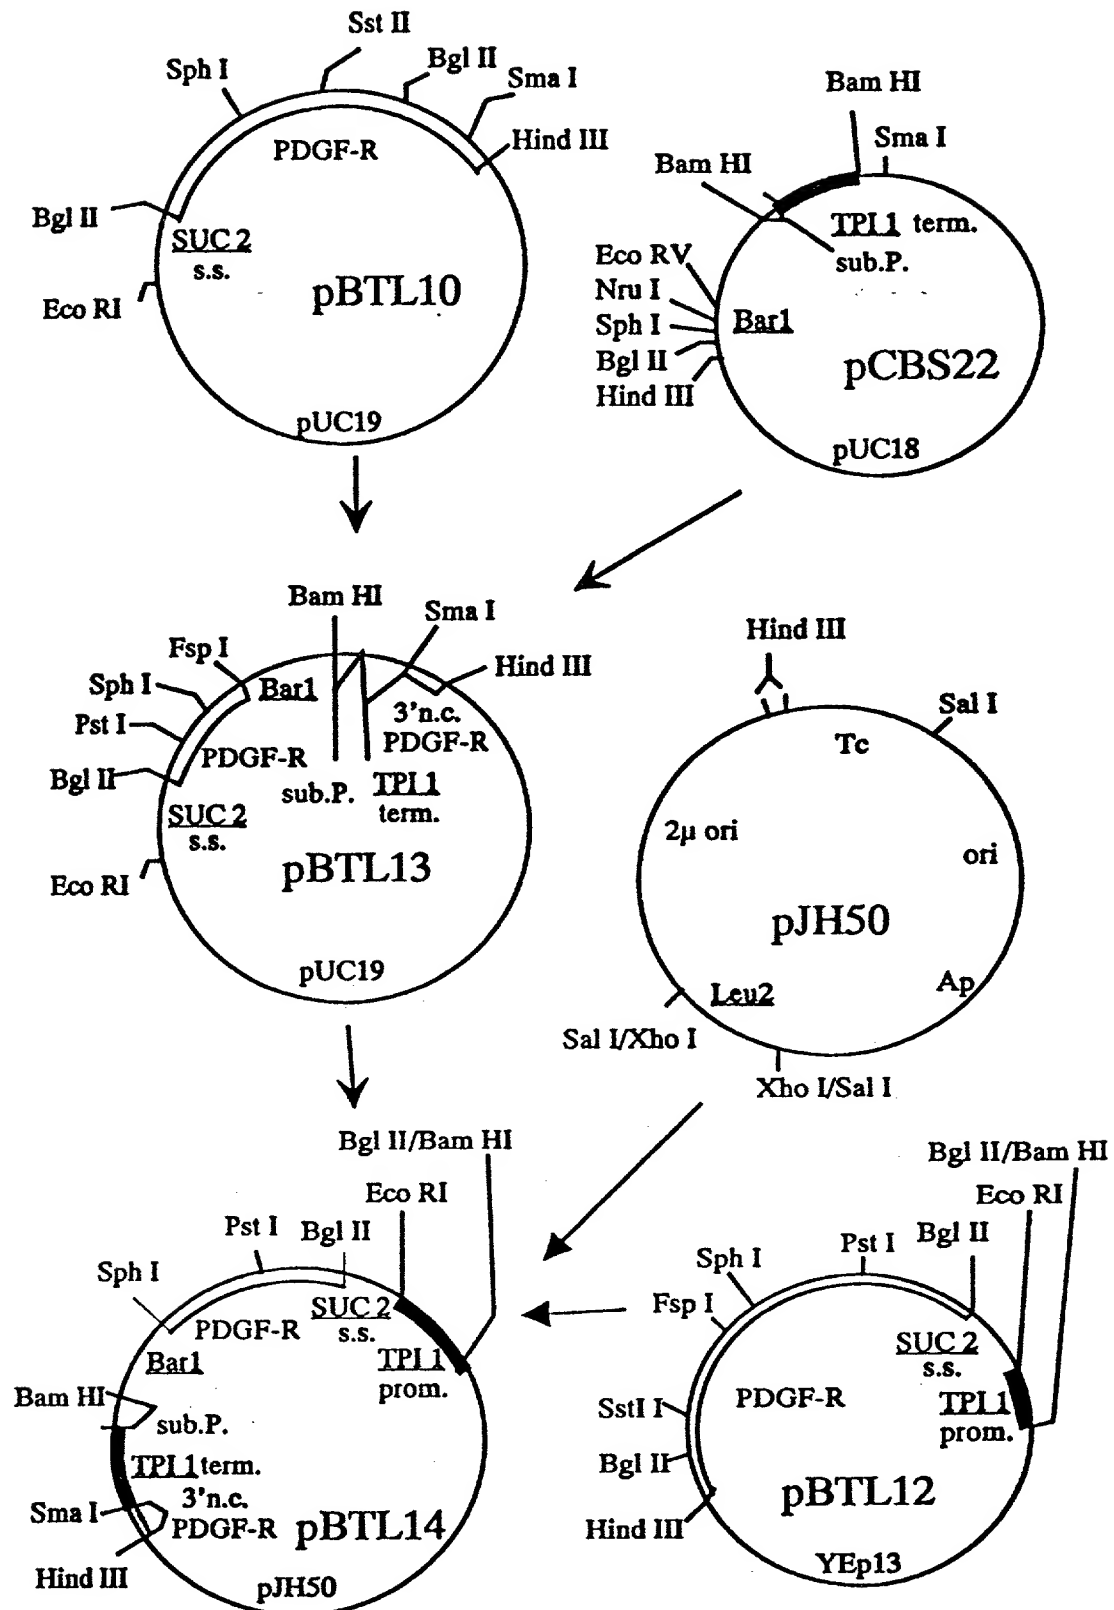 Sst II
Sph I
Bgl II
Sma I
Hind III
PDGF-R
Bgl II
SUC 2
s.s.
Eco RI
pBTL10
pUC19
Bam HI
Sma I
Bam HI
TPI 1 term.
sub.P.
Eco RV
Nru I
Sph I
Bar1
Bgl II
Hind III
pCBS22
pUC18
Bam HI
Sma I
Fsp I
Hind III
Sph I
Bar1
Pst I
3'n.c.
PDGF-R
PDGF-R
Bgl II
sub.P.
TPI 1
term.
SUC 2
s.s.
Eco RI
pBTL13
pUC19
Hind III
Sal I
Tc
2μ ori
ori
pJH50
Leu2
Ap
Sal I/Xho I
Xho I/Sal I
Bgl II/Bam HI
Eco RI
Pst I
Bgl II
Sph I
SUC 2
s.s.
PDGF-R
Bar1
TPI 1
prom.
Bam HI
sub.P.
TPI 1 term.
3'n.c.
Sma I
PDGF-R
pBTL14
Hind III
pJH50
Bgl II/Bam HI
Eco RI
Pst I
Bgl II
Sph I
Fsp I
SUC 2
s.s.
PDGF-R
TPI 1
prom.
SstI I
Bgl II
pBTL12
Hind III
YEp13